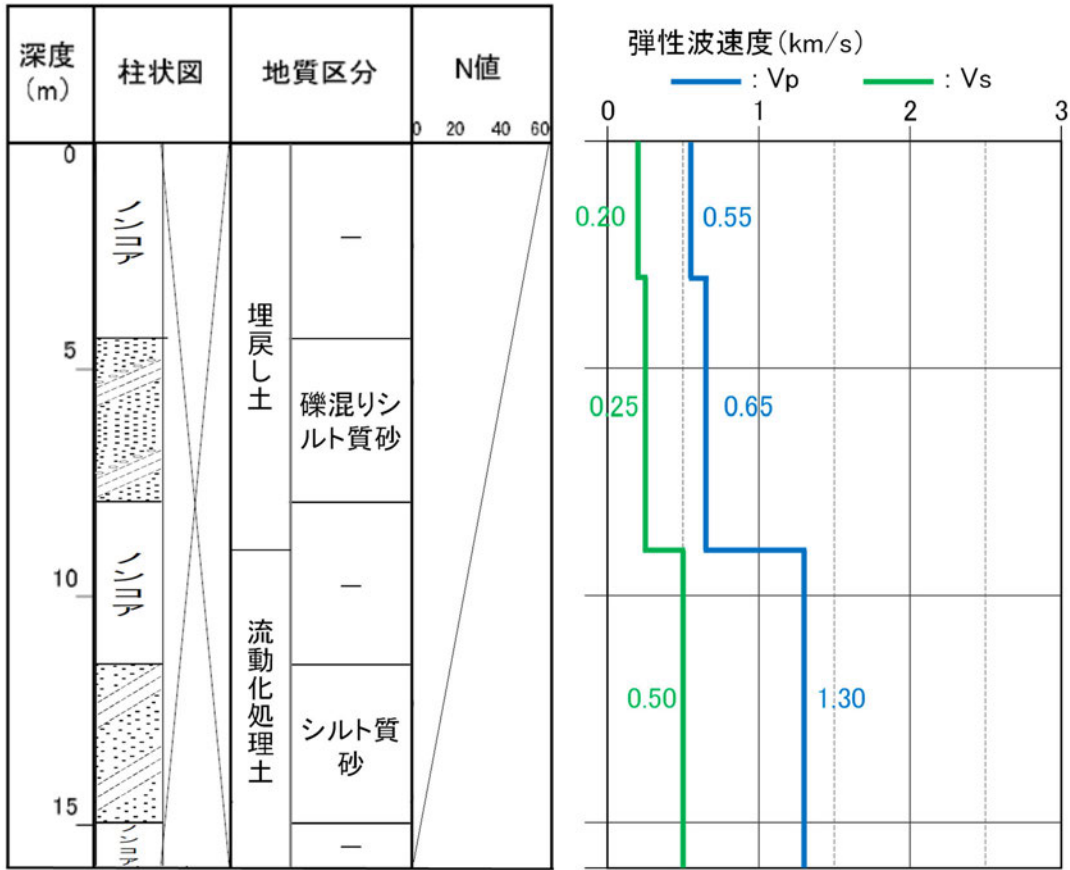 深度
(m)
柱状図
地質区分
N値
0 20 40 60
0
5
10
15
ノンコア
ノンコア
ノンコア
埋戻し土
流動化処理土
—
礫混りシ
ルト質砂
—
シルト質
砂
—
弾性波速度(km/s)
: Vp : Vs
0 1 2 3
0.20 0.55
0.25 0.65
0.50 1.30